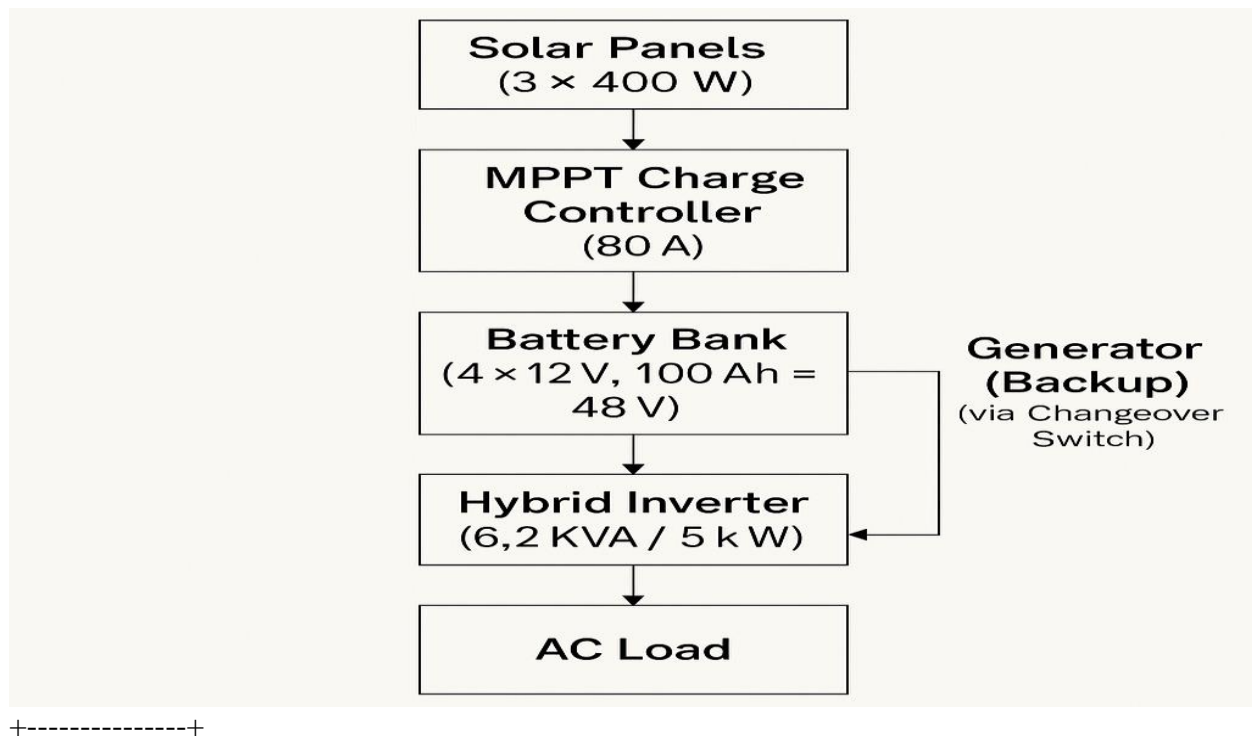 Solar Panels
(3 × 400 W)
MPPT Charge
Controller
(80 A)
Battery Bank
(4 × 12 V, 100 Ah =
48 V)
Generator
(Backup)
(via Changeover
Switch)
Hybrid Inverter
(6,2 KVA / 5 k W)
AC Load
+---------------+